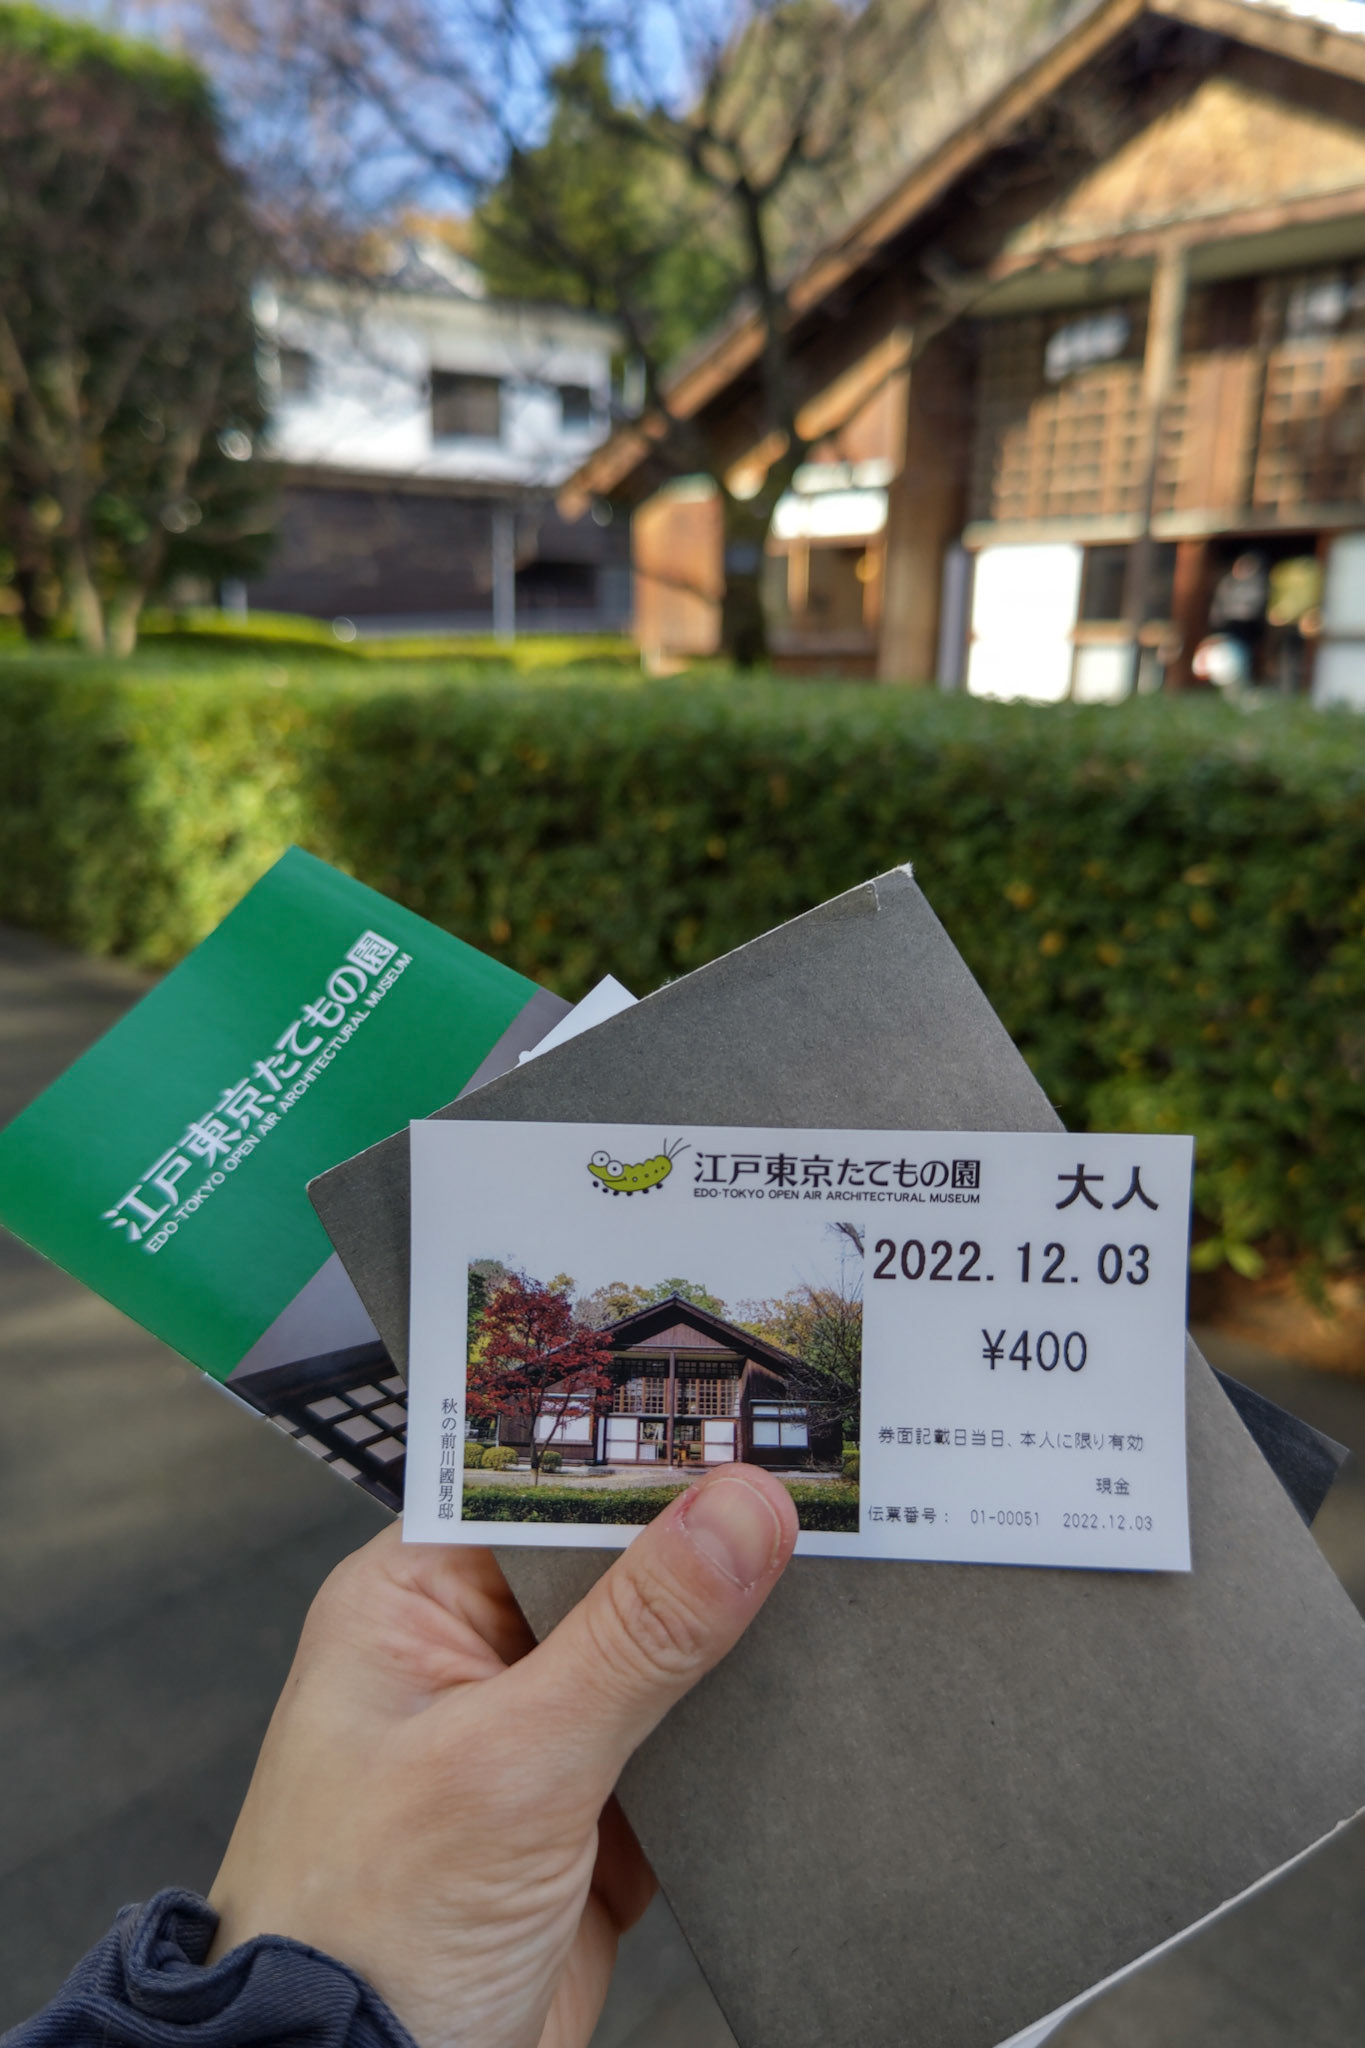 江戸東京たてもの園
EDO-TOKYO OPEN AIR ARCHITECTURAL MUSEUM
江戸東京たてもの園
EDO-TOKYO OPEN AIR ARCHITECTURAL MUSEUM
大人
2022.12.03
¥400
秋の前川國男邸
券面記載日当日、本人に限り有効
現金
伝票番号: 01-00051 2022.12.03